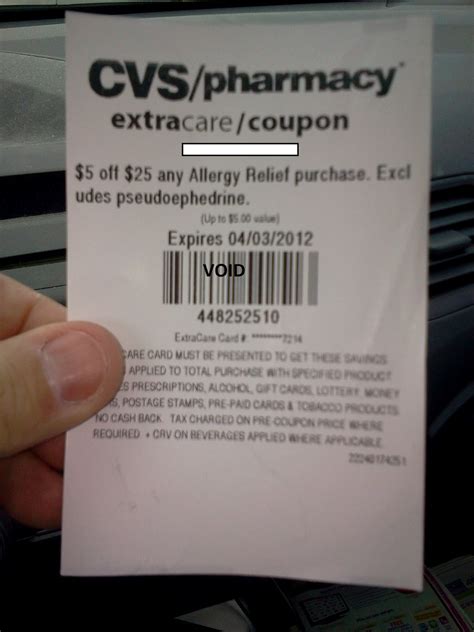 CVS/pharmacy
extracare/coupon
$5 off $25 any Allergy Relief purchase. Excl
udes pseudoephedrine.
(Up to $5.00 value)
Expires 04/03/2012
VOID
448252510
ExtraCare Card #: ********7214
CARE CARD MUST BE PRESENTED TO GET THESE SAVINGS
APPLIED TO TOTAL PURCHASE WITH SPECIFIED PRODUCT
ES PRESCRIPTIONS, ALCOHOL, GIFT CARDS, LOTTERY, MONEY
S, POSTAGE STAMPS, PRE-PAID CARDS & TOBACCO PRODUCTS
NO CASH BACK. TAX CHARGED ON PRE-COUPON PRICE WHERE
REQUIRED + CRV ON BEVERAGES APPLIED WHERE APPLICABLE